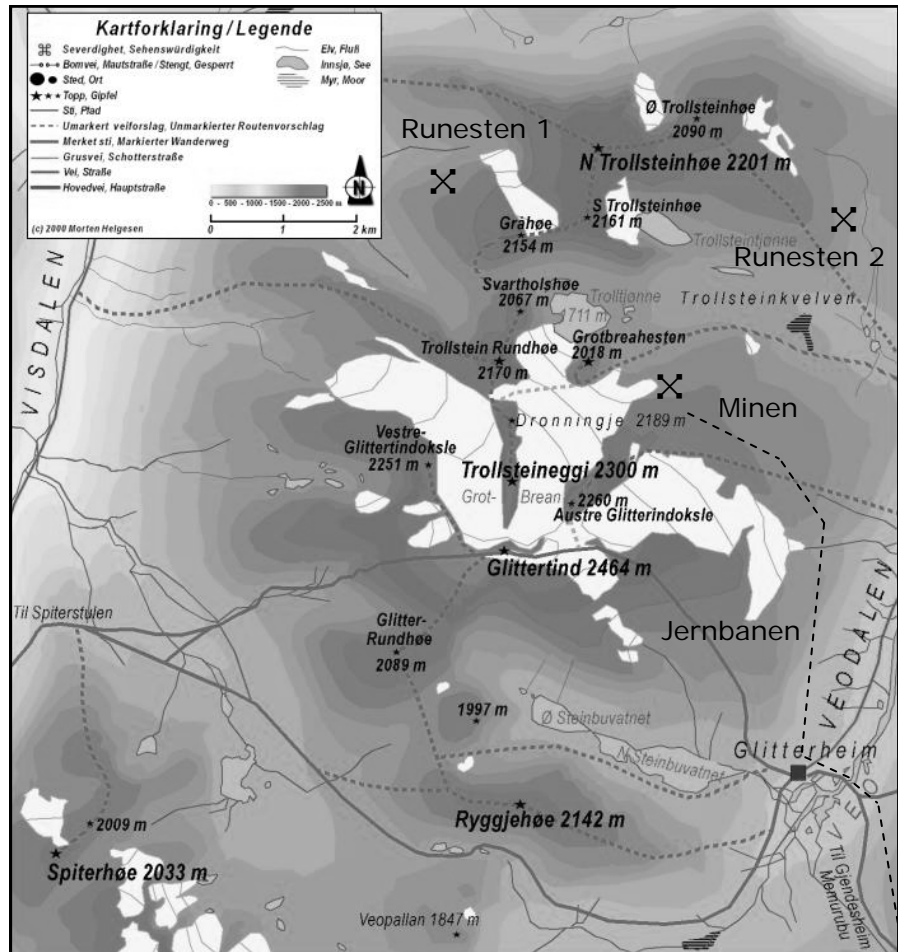 Kartforklaring / Legende
Severdighet, Sehenswürdigkeit
Bomvei, Mautstraße / Stengt, Gesperrt
Sted, Ort
Topp, Gipfel
Sti, Pfad
Umarkert veiforslag, Unmarkierter Routenvorschlag
Merket sti, Markierter Wanderweg
Grusvei, Schotterstraße
Vei, Straße
Hovedvei, Hauptstraße
Elv, Fluß
Innsjø, See
Myr, Moor
N
0 - 500 - 1000 - 1500 - 2000 - 2500 m
0 1 2 km
(c) 2000 Morten Helgesen
Ø Trollsteinhøe
2090 m
Runesten 1
N Trollsteinhøe 2201 m
S Trollsteinhøe
2161 m
Gråhøe
2154 m
Trollsteintjønne
Runesten 2
VISDALEN
Svartholshøe
2067 m
Trolltjønne
1711 m
Trollsteinkvelven
Grotbreahesten
2018 m
Trollstein Rundhøe
2170 m
Minen
Dronningje 2189 m
Vestre-
Glittertindoksle
2251 m
Trollsteineggi 2300 m
Grot- Brean
2260 m
Austre Glitterindoksle
Glittertind 2464 m
Til Spiterstulen
Glitter-
Rundhøe
2089 m
Jernbanen
VEODALEN
1997 m
Ø Steinbuvatnet
N Steinbuvatnet
Glitterheim
V E O
Ryggjehøe 2142 m
2009 m
Spiterhøe 2033 m
Til Gjendesheim
Memurubu
Veopallan 1847 m